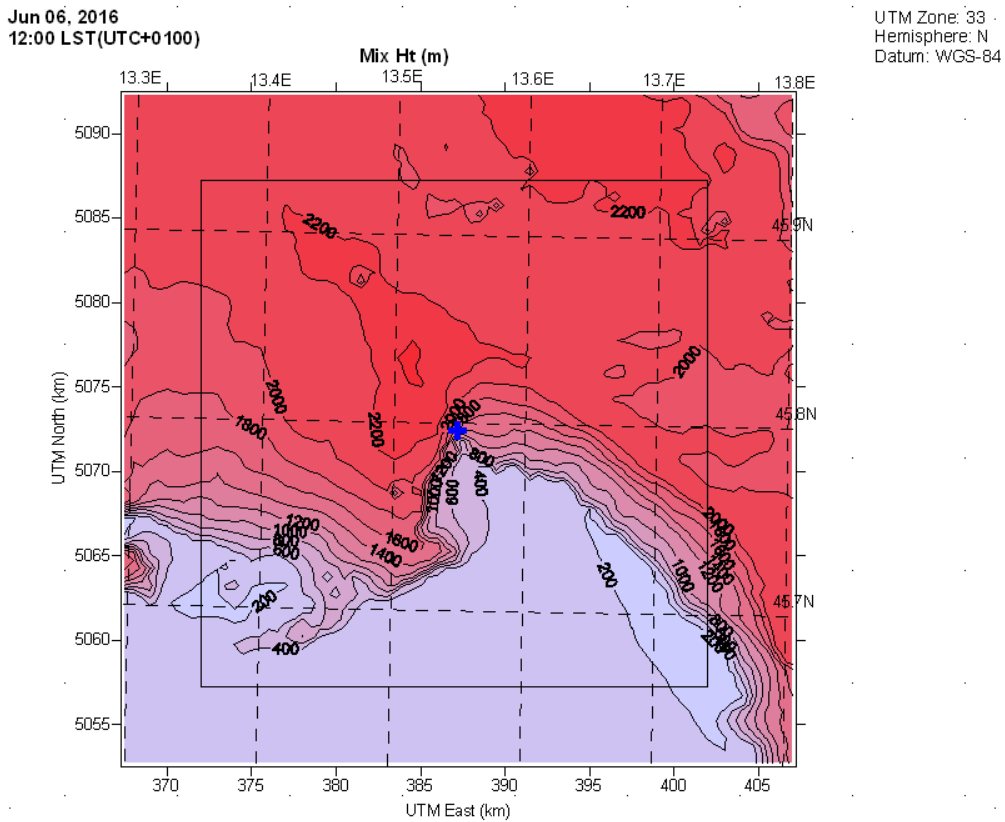 Jun 06, 2016
12:00 LST(UTC+0100)
UTM Zone: 33
Hemisphere: N
Datum: WGS-84
Mix Ht (m)
13.3E 13.4E 13.5E 13.6E 13.7E 13.8E
5090
5085
5080
5075
5070
5065
5060
5055
UTM North (km)
2200
2200
45.9N
2000
2000
2200
1800
45.8N
800
400
600
1000
1200
1000
800
600
1600
1400
2000
1000
200
200
45.7N
400
370 375 380 385 390 395 400 405
UTM East (km)